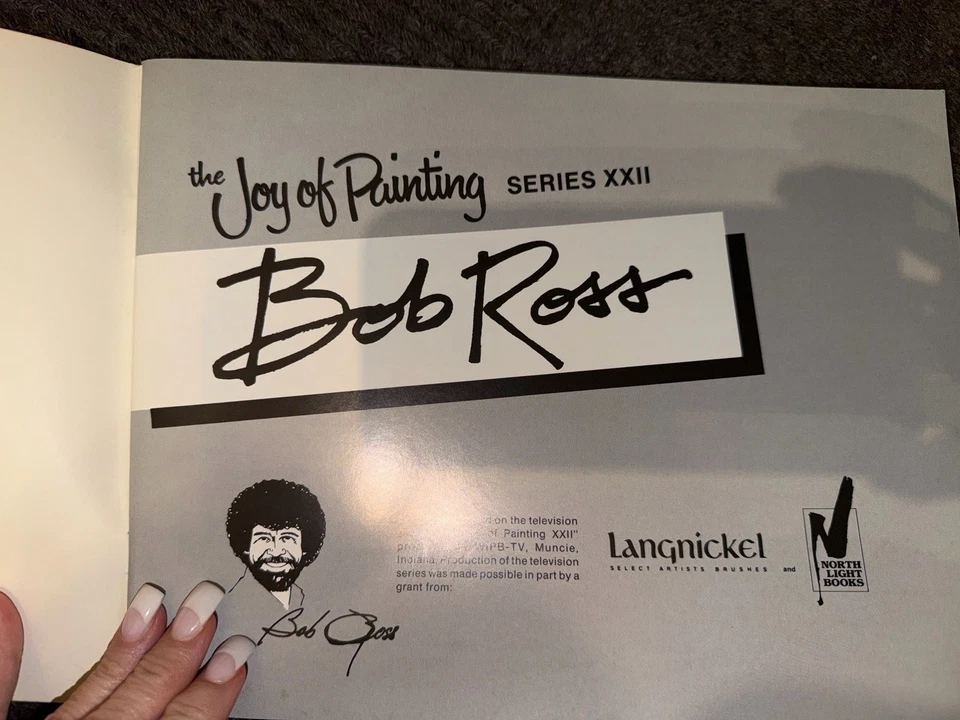 the Joy of Painting SERIES XXII
Bob Ross
on the television
Painting XXII"
WIPB-TV, Muncie,
Indiana. Production of the television
series was made possible in part by a
grant from:
Langnickel
SELECT ARTISTS BRUSHES and
NORTH
LIGHT
BOOKS
Bob Ross